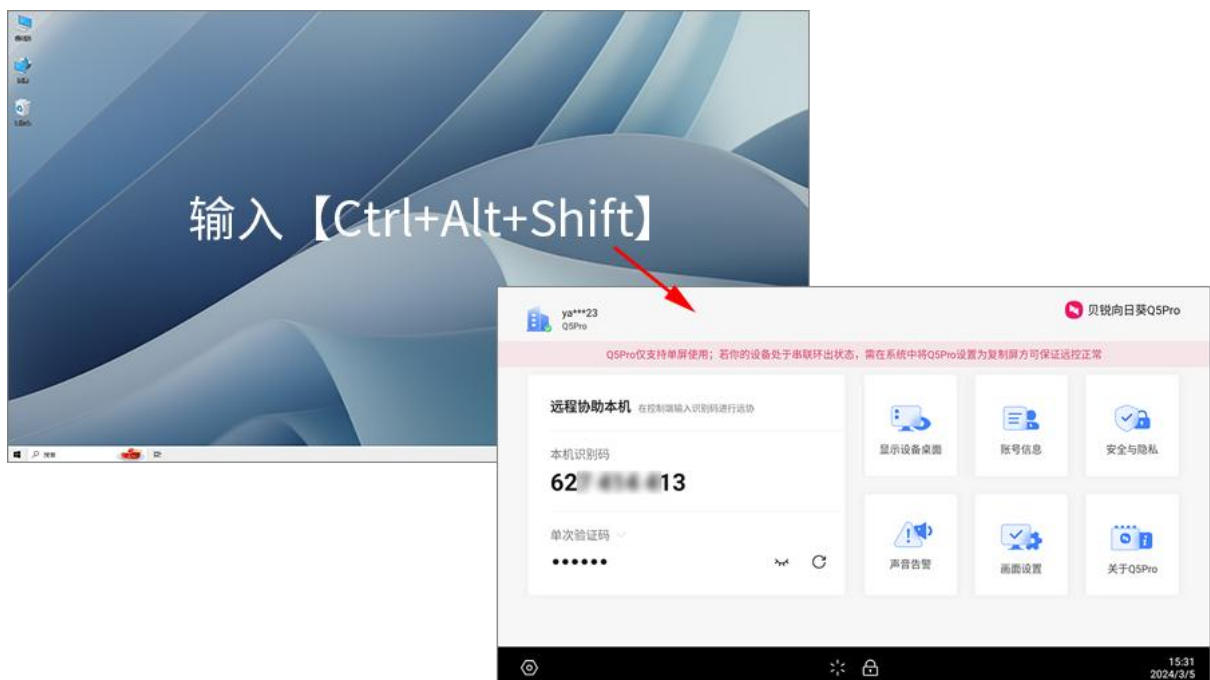 输入【Ctrl+Alt+Shift】
搜索
ya***23
Q5Pro
贝锐向日葵Q5Pro
Q5Pro仅支持单屏使用；若你的设备处于串联环出状态，需在系统中将Q5Pro设置为复制屏方可保证远控正常
远程协助本机 在控制端输入识别码进行远协
本机识别码
62 13
单次验证码
••••••
显示设备桌面
账号信息
安全与隐私
声音告警
画面设置
关于Q5Pro
15:31
2024/3/5